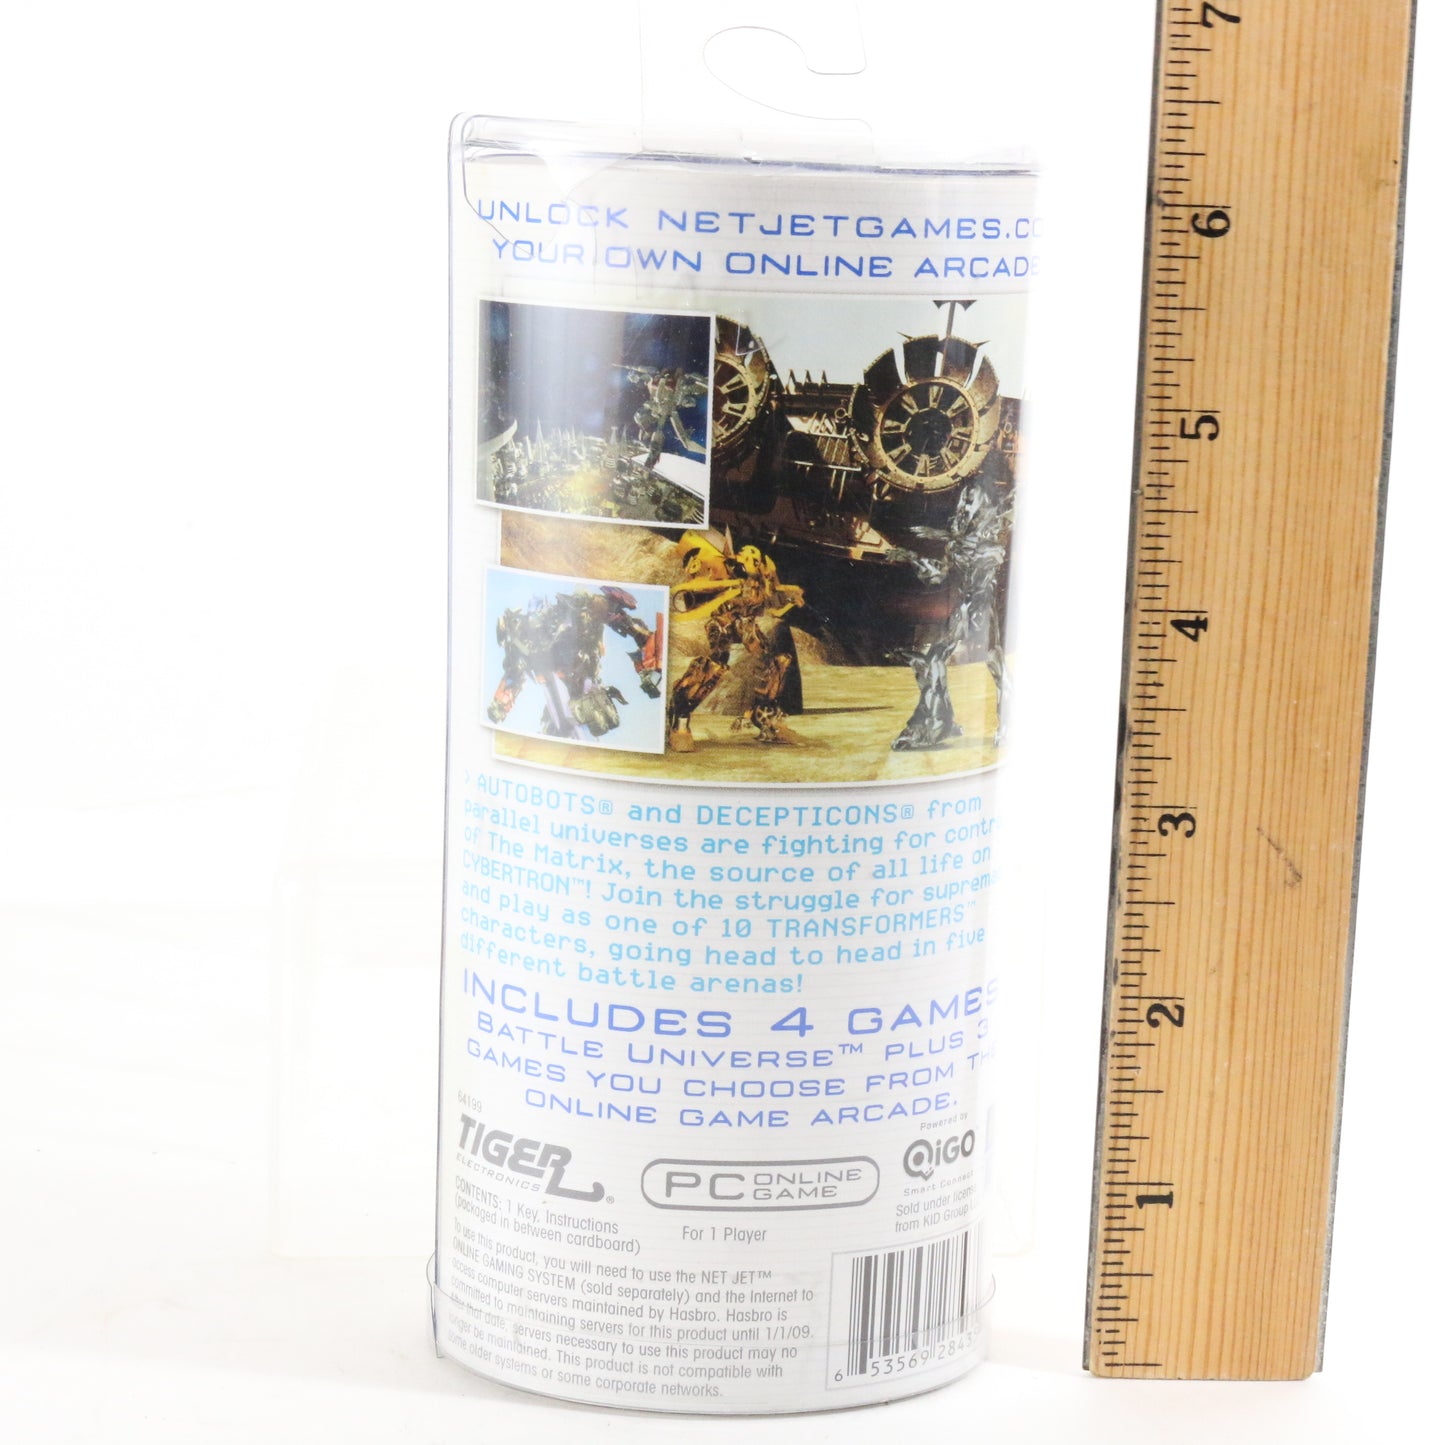 UNLOCK NETJETGAMES.CO
YOUR OWN ONLINE ARCADE
> AUTOBOTS® and DECEPTICONS® from
parallel universes are fighting for contr
of The Matrix, the source of all life on
CYBERTRON™! Join the struggle for suprem
and play as one of 10 TRANSFORMERS™
characters, going head to head in five
different battle arenas!
INCLUDES 4 GAMES
BATTLE UNIVERSE™ PLUS 3
GAMES YOU CHOOSE FROM THE
ONLINE GAME ARCADE.
64199
TIGER
ELECTRONICS
®
PC ONLINE
GAME
For 1 Player
Powered by
QiGO
Smart Connect
Sold under licens
from KID Group
CONTENTS: 1 Key, Instructions
(packaged in between cardboard)
To use this product, you will need to use the NET JET™
ONLINE GAMING SYSTEM (sold separately) and the Internet to
access computer servers maintained by Hasbro. Hasbro is
committed to maintaining servers for this product until 1/1/09.
after that date, servers necessary to use this product may no
longer be maintained. This product is not compatible with
some older systems or some corporate networks.
6 53569 2843
7
6
5
4
3
2
1